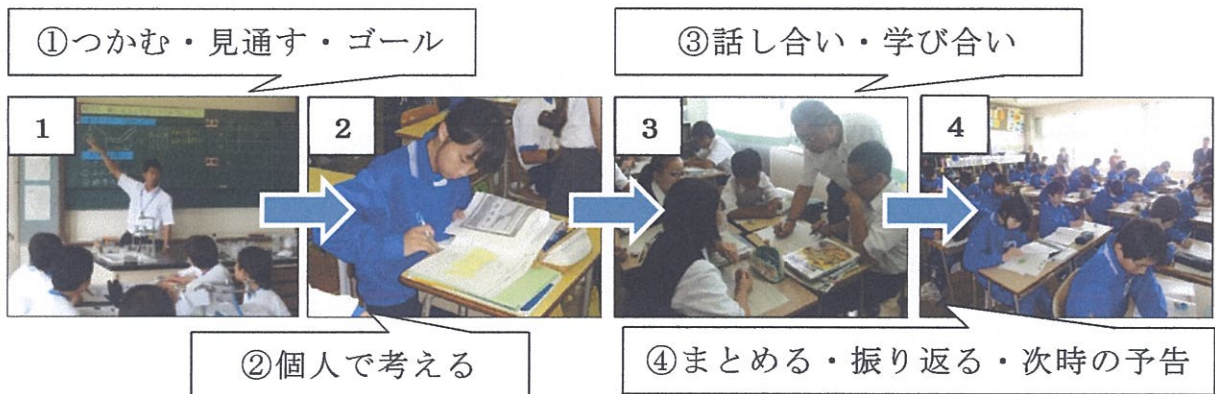 ①つかむ・見通す・ゴール
③話し合い・学び合い
1
2
3
4
②個人で考える
④まとめる・振り返る・次時の予告